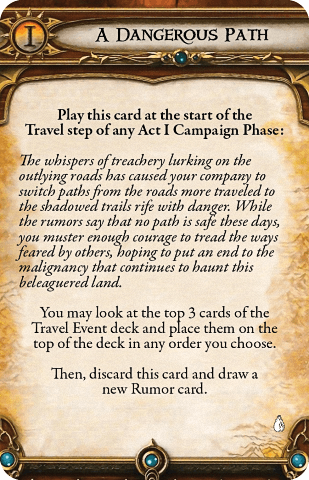 I
A Dangerous Path
Play this card at the start of the
Travel step of any Act I Campaign Phase:
The whispers of treachery lurking on the
outlying roads has caused your company to
switch paths from the roads more traveled to
the shadowed trails rife with danger. While
the rumors say that no path is safe these days,
you muster enough courage to tread the ways
feared by others, hoping to put an end to the
malignancy that continues to haunt this
beleaguered land.
You may look at the top 3 cards of the
Travel Event deck and place them on the
top of the deck in any order you choose.
Then, discard this card and draw a
new Rumor card.